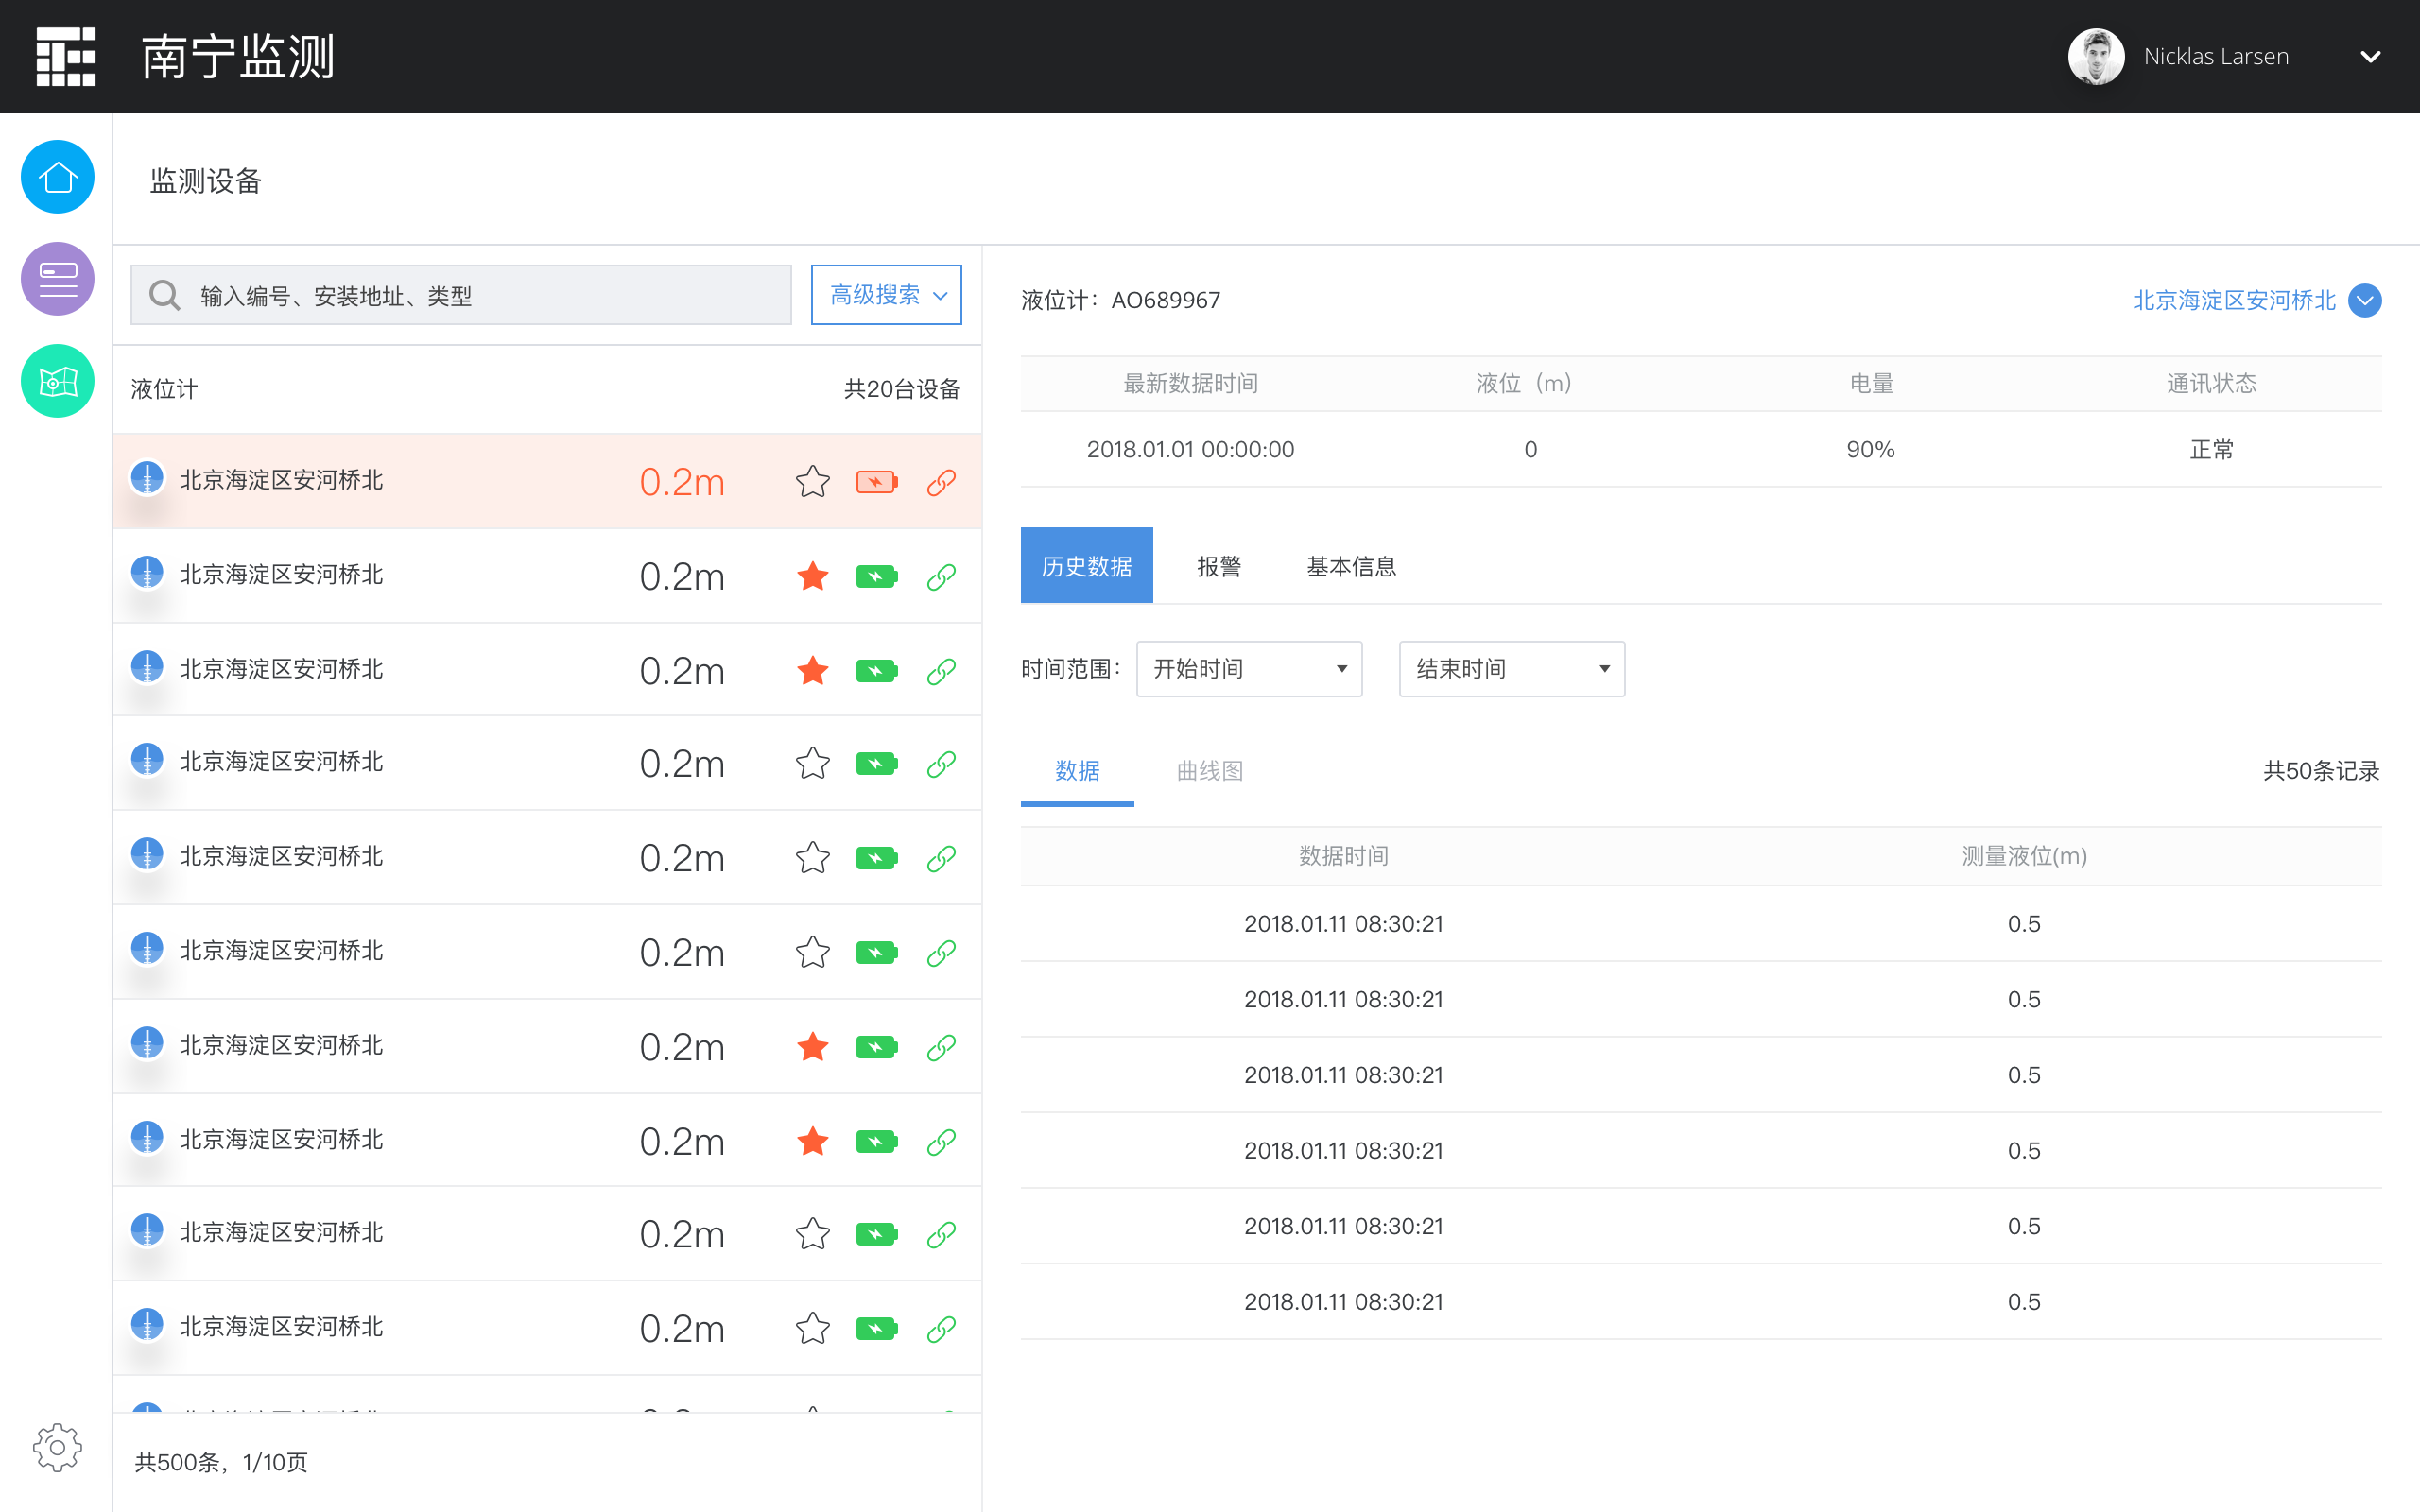 南宁监测
Nicklas Larsen
监测设备
输入编号、安装地址、类型
高级搜索
液位计
共20台设备
北京海淀区安河桥北 0.2m
北京海淀区安河桥北 0.2m
北京海淀区安河桥北 0.2m
北京海淀区安河桥北 0.2m
北京海淀区安河桥北 0.2m
北京海淀区安河桥北 0.2m
北京海淀区安河桥北 0.2m
北京海淀区安河桥北 0.2m
北京海淀区安河桥北 0.2m
北京海淀区安河桥北 0.2m
共500条，1/10页
液位计：AO689967
北京海淀区安河桥北
最新数据时间 液位（m） 电量 通讯状态
2018.01.01 00:00:00 0 90% 正常
历史数据 报警 基本信息
时间范围： 开始时间 结束时间
数据 曲线图
共50条记录
数据时间 测量液位(m)
2018.01.11 08:30:21 0.5
2018.01.11 08:30:21 0.5
2018.01.11 08:30:21 0.5
2018.01.11 08:30:21 0.5
2018.01.11 08:30:21 0.5
2018.01.11 08:30:21 0.5